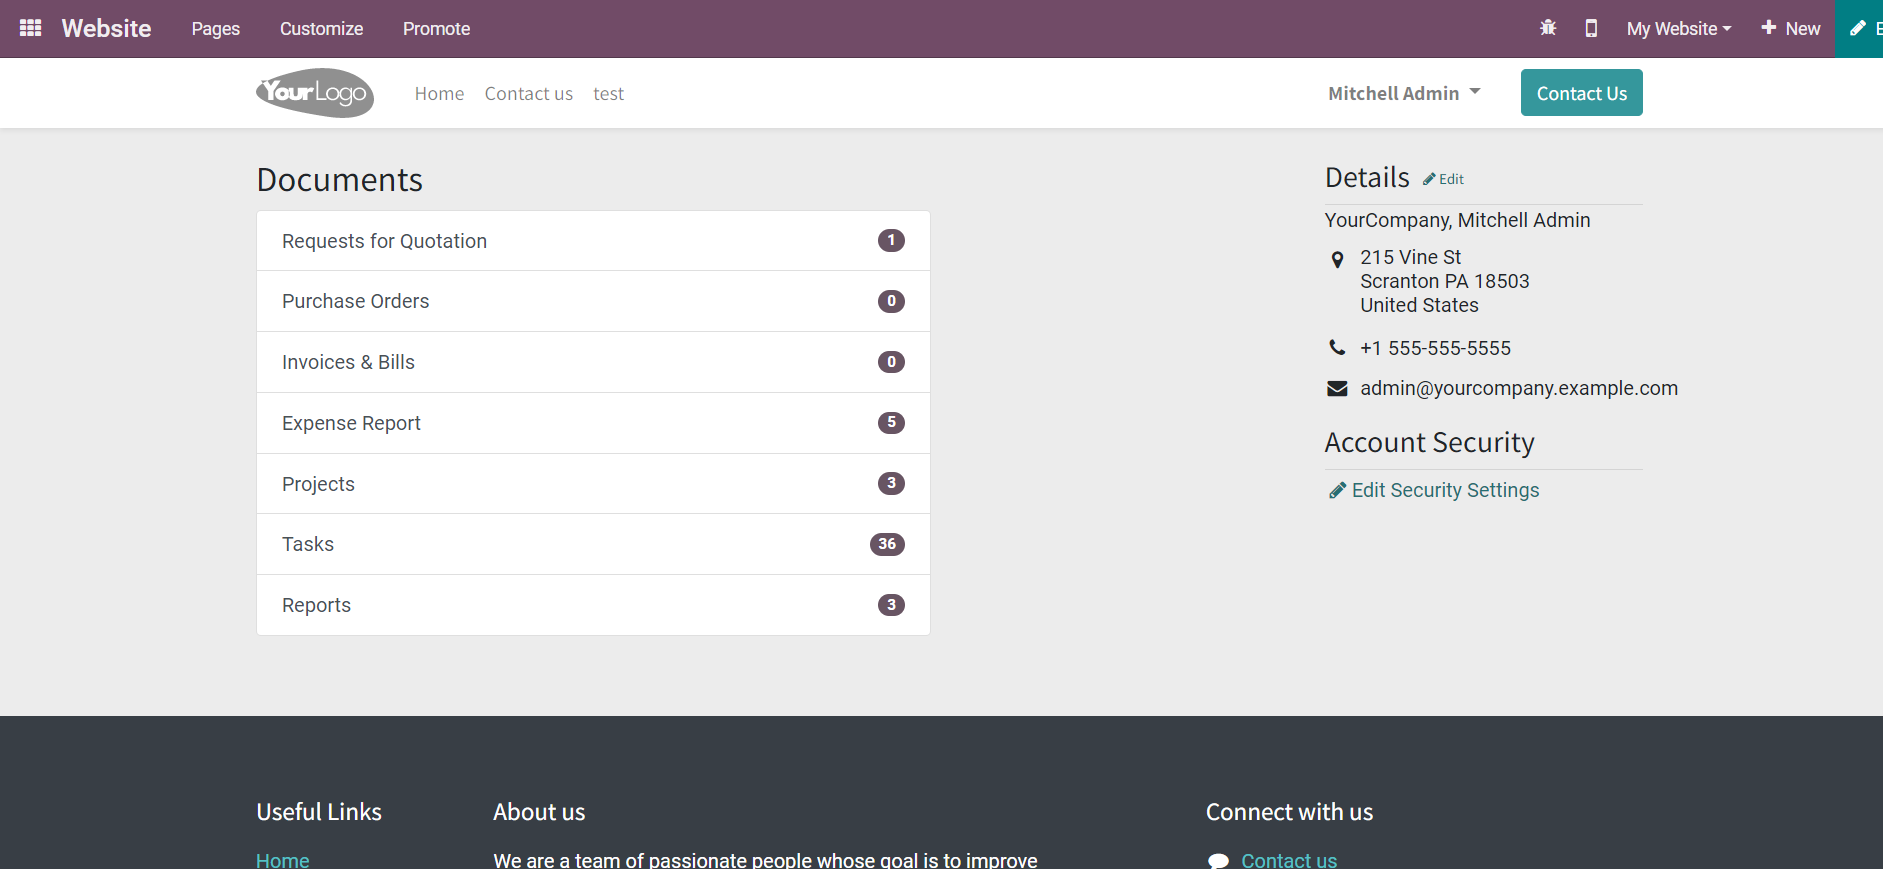 Website Pages Customize Promote My Website New E
YourLogo Home Contact us test Mitchell Admin Contact Us
Documents
Requests for Quotation 1
Purchase Orders 0
Invoices & Bills 0
Expense Report 5
Projects 3
Tasks 36
Reports 3
Details Edit
YourCompany, Mitchell Admin
215 Vine St
Scranton PA 18503
United States
+1 555-555-5555
admin@yourcompany.example.com
Account Security
Edit Security Settings
Useful Links
Home
About us
We are a team of passionate people whose goal is to improve
Connect with us
Contact us